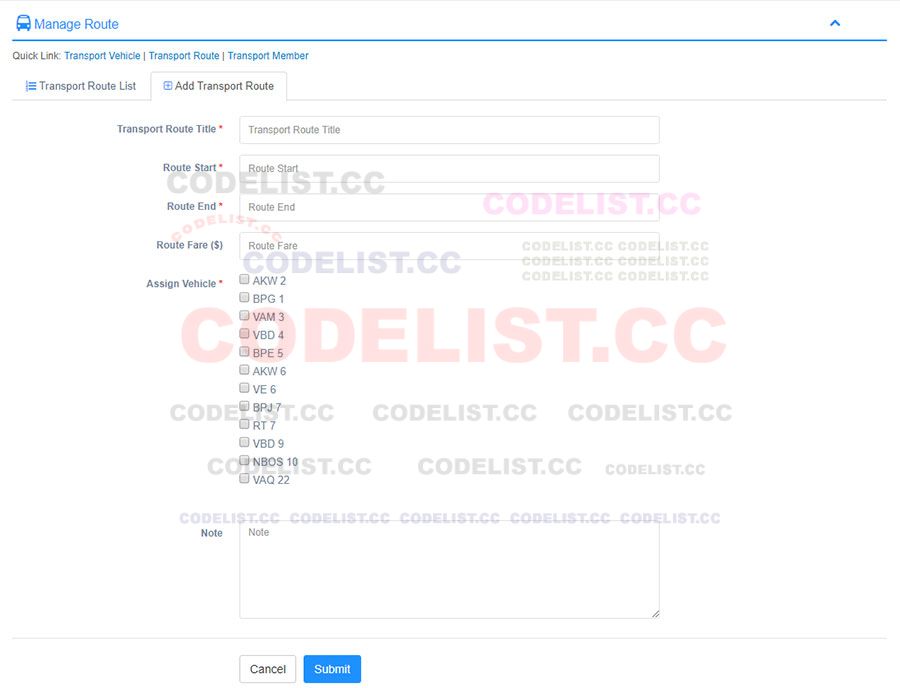 Manage Route
Quick Link: Transport Vehicle | Transport Route | Transport Member
Transport Route List
Add Transport Route
Transport Route Title *
Transport Route Title
Route Start *
Route Start
CODELIST.CC
Route End *
Route End
CODELIST.CC
CODELIST.CC
Route Fare ($)
Route Fare
CODELIST.CC CODELIST.CC
CODELIST.CC CODELIST.CC
CODELIST.CC CODELIST.CC
CODELIST.CC
Assign Vehicle *
AKW 2
BPG 1
VAM 3
VBD 4
BPE 5
CODELIST.CC
AKW 6
VE 6
BPJ 7
CODELIST.CC CODELIST.CC CODELIST.CC
RT 7
VBD 9
NBOS 10
CODELIST.CC CODELIST.CC CODELIST.CC
VAQ 22
CODELIST.CC CODELIST.CC CODELIST.CC CODELIST.CC CODELIST.CC
Note
Note
Cancel
Submit